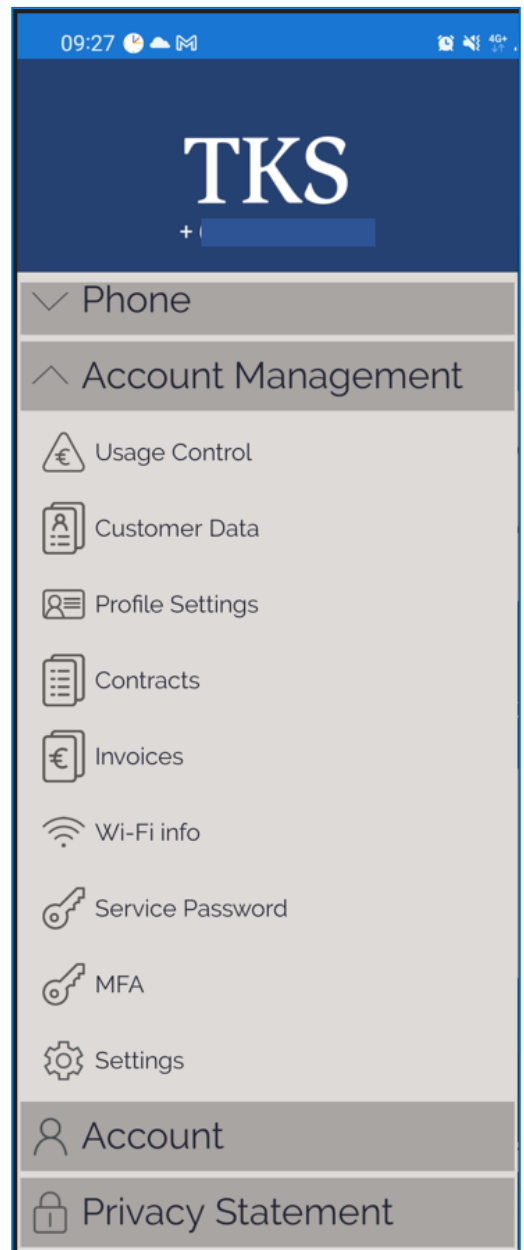 09:27
4G+
TKS
+
Phone
Account Management
Usage Control
Customer Data
Profile Settings
Contracts
Invoices
Wi-Fi info
Service Password
MFA
Settings
Account
Privacy Statement